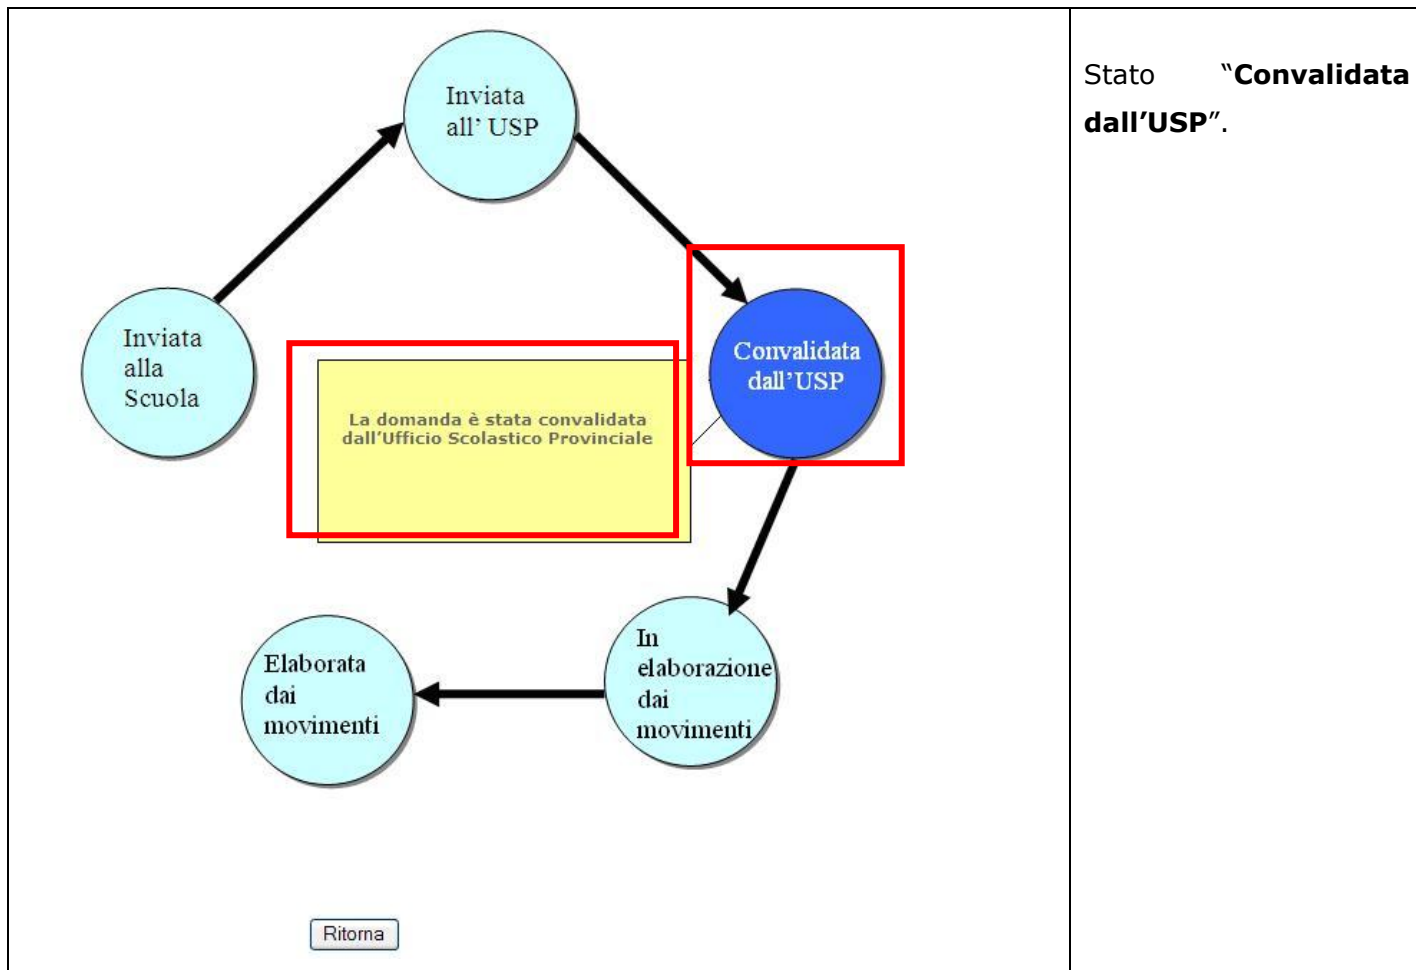 Inviata
all' USP
Inviata
alla
Scuola
Convalidata
dall'USP
La domanda è stata convalidata
dall'Ufficio Scolastico Provinciale
In
elaborazione
dai
movimenti
Elaborata
dai
movimenti
Ritorna
Stato "Convalidata
dall'USP".